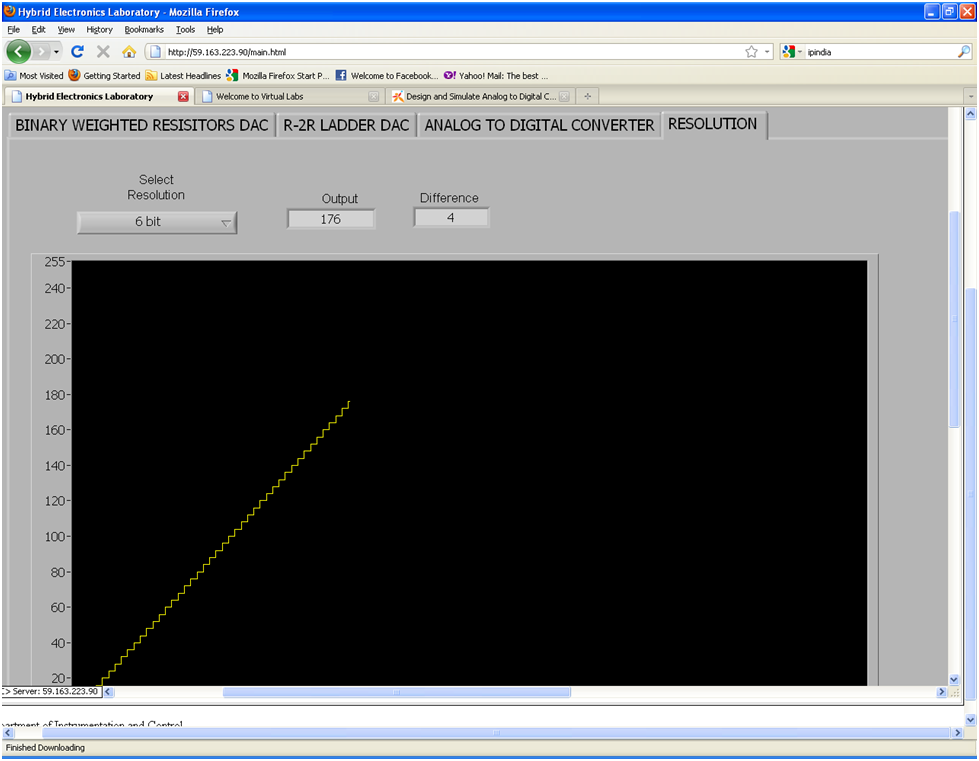 Hybrid Electronics Laboratory - Mozilla Firefox
File Edit View History Bookmarks Tools Help
http://59.163.223.90/main.html ipindia
Most Visited Getting Started Latest Headlines Mozilla Firefox Start P... Welcome to Facebook... Yahoo! Mail: The best ...
Hybrid Electronics Laboratory Welcome to Virtual Labs Design and Simulate Analog to Digital C...
BINARY WEIGHTED RESISITORS DAC R-2R LADDER DAC ANALOG TO DIGITAL CONVERTER RESOLUTION
Select
Resolution
6 bit
Output
176
Difference
4
255
240
220
200
180
160
140
120
100
80
60
40
20
C> Server: 59.163.223.90
partment of Instrumentation and Control
Finished Downloading